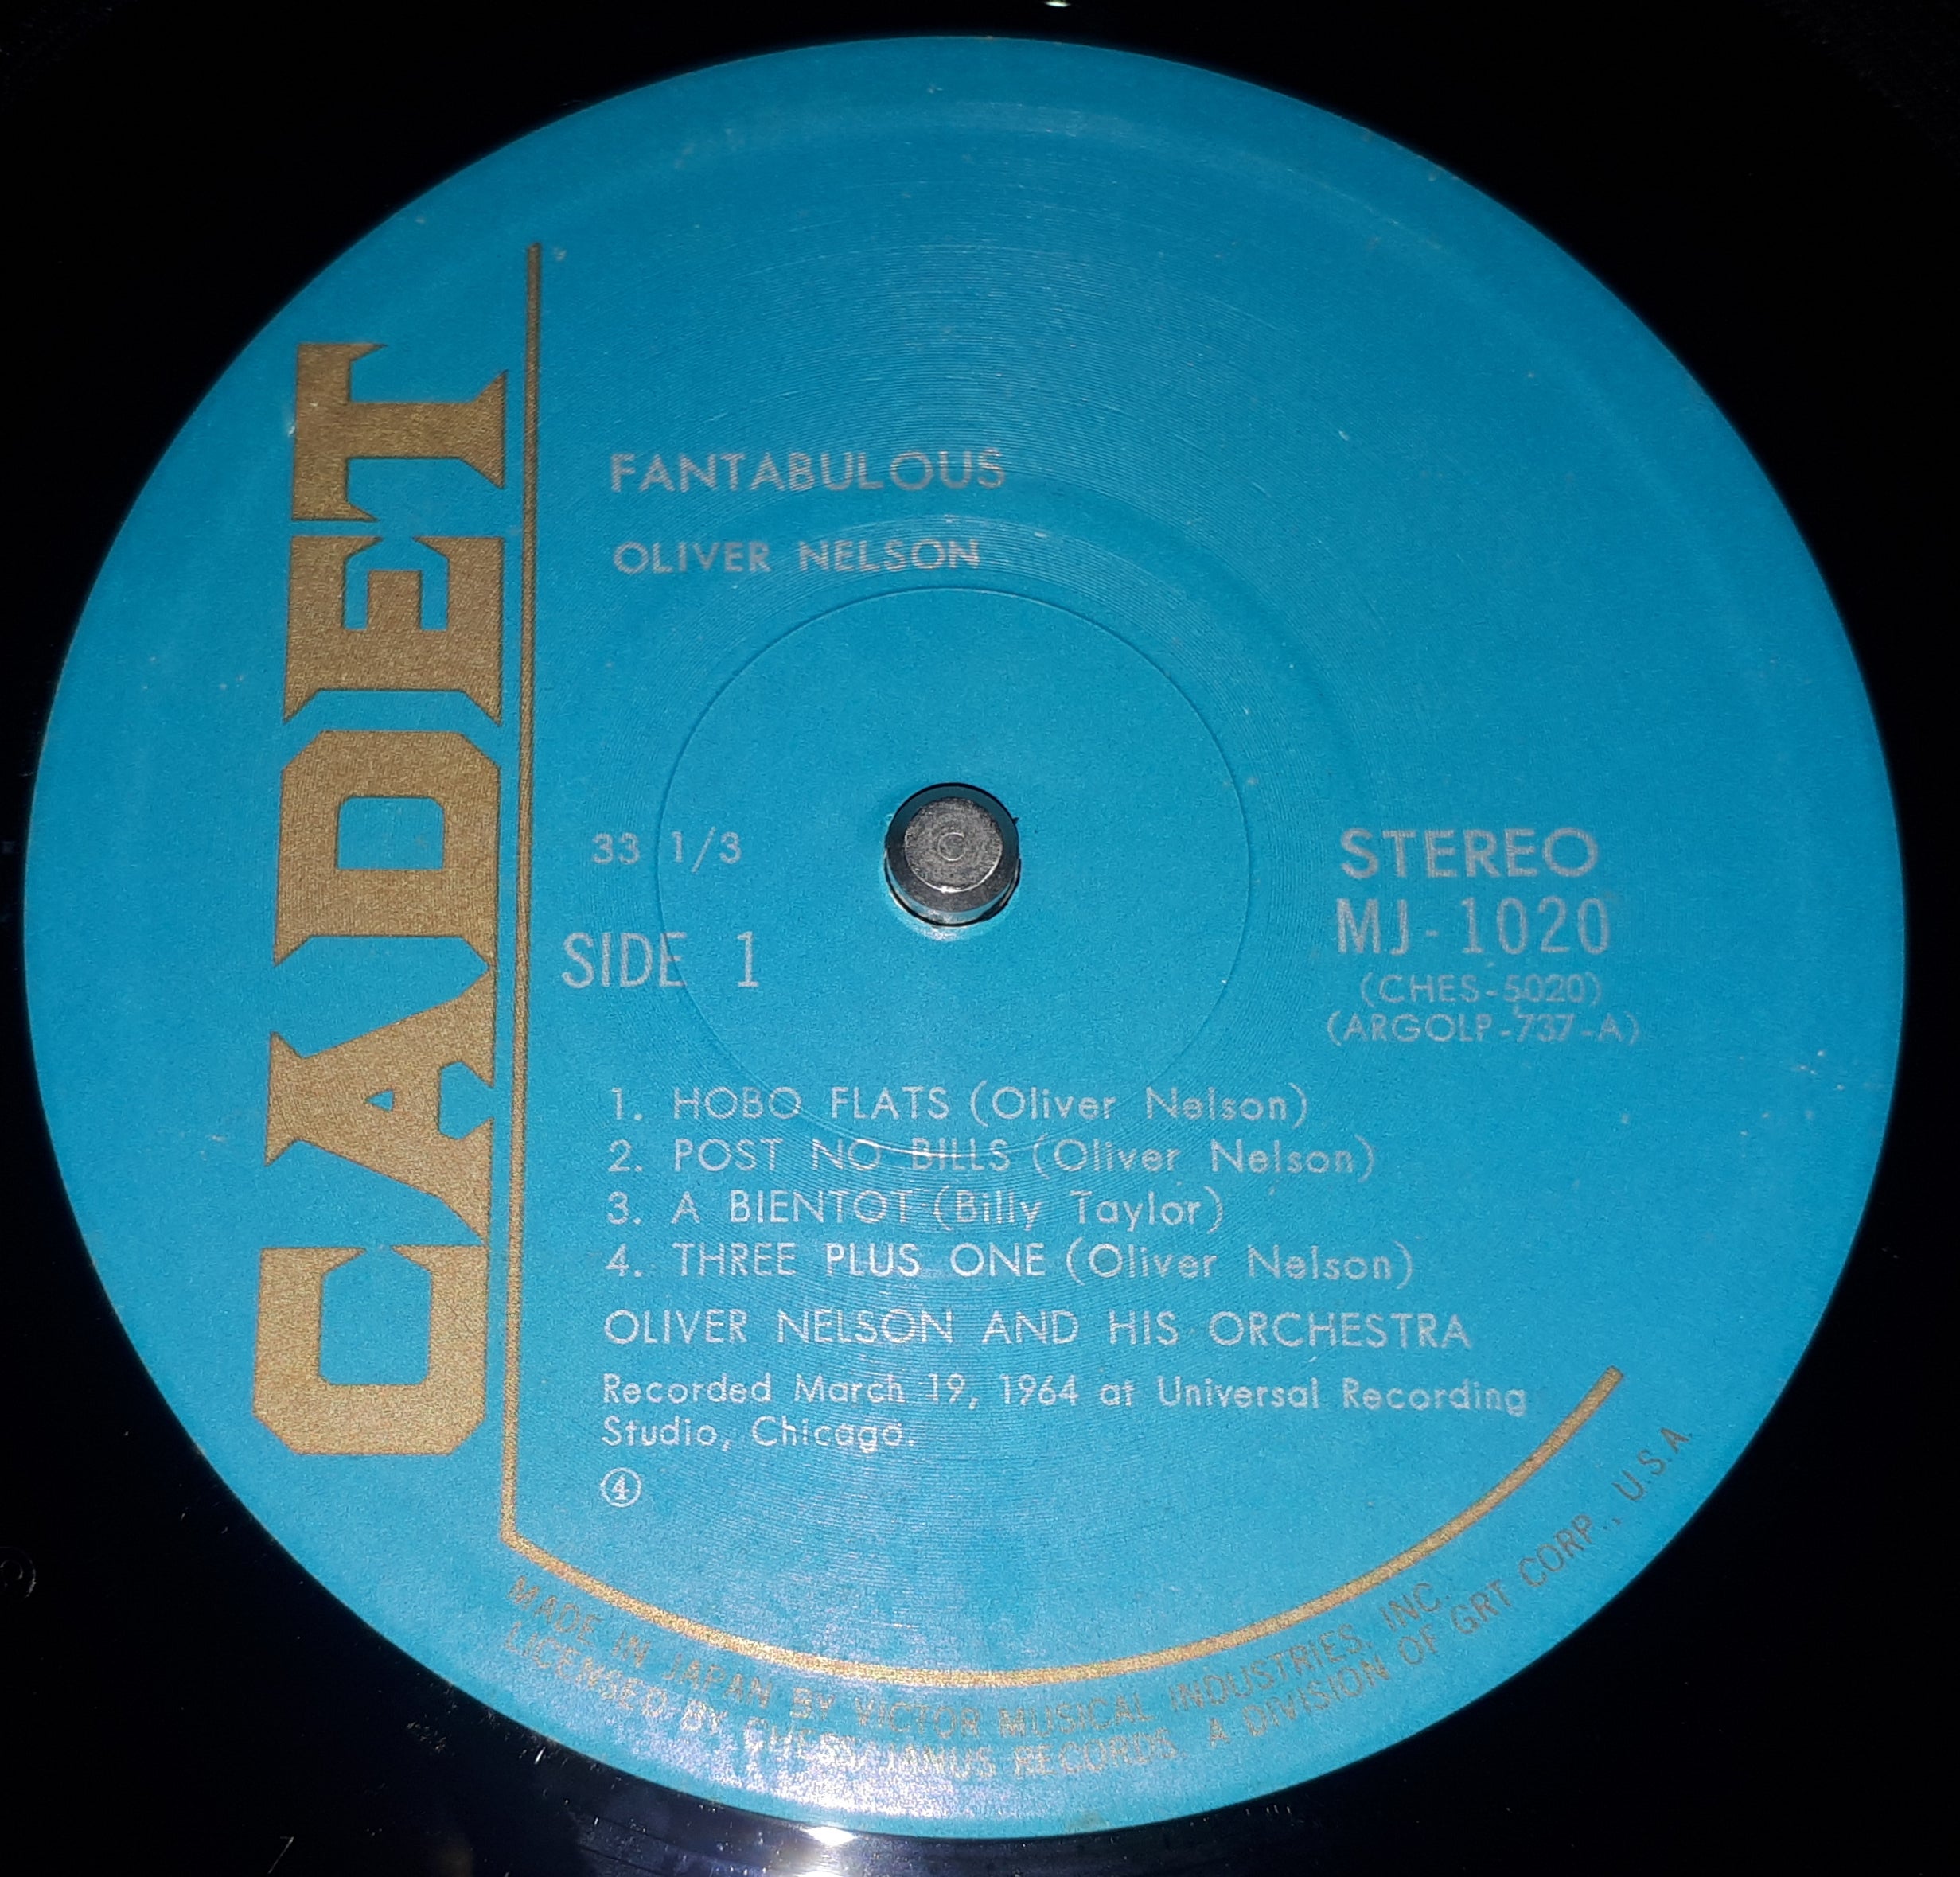 CADET
FANTABULOUS
OLIVER NELSON
33 1/3
SIDE 1
STEREO
MJ-1020
(CHES-5020)
(ARGOLP-737-A)
1. HOBO FLATS (Oliver Nelson)
2. POST NO BILLS (Oliver Nelson)
3. A BIENTOT (Billy Taylor)
4. THREE PLUS ONE (Oliver Nelson)
OLIVER NELSON AND HIS ORCHESTRA
Recorded March 19, 1964 at Universal Recording
Studio, Chicago.
④
MADE IN JAPAN BY VICTOR MUSICAL INDUSTRIES, INC.
LICENSED BY CHESS/JANUS RECORDS, A DIVISION OF GRT CORP., U.S.A.